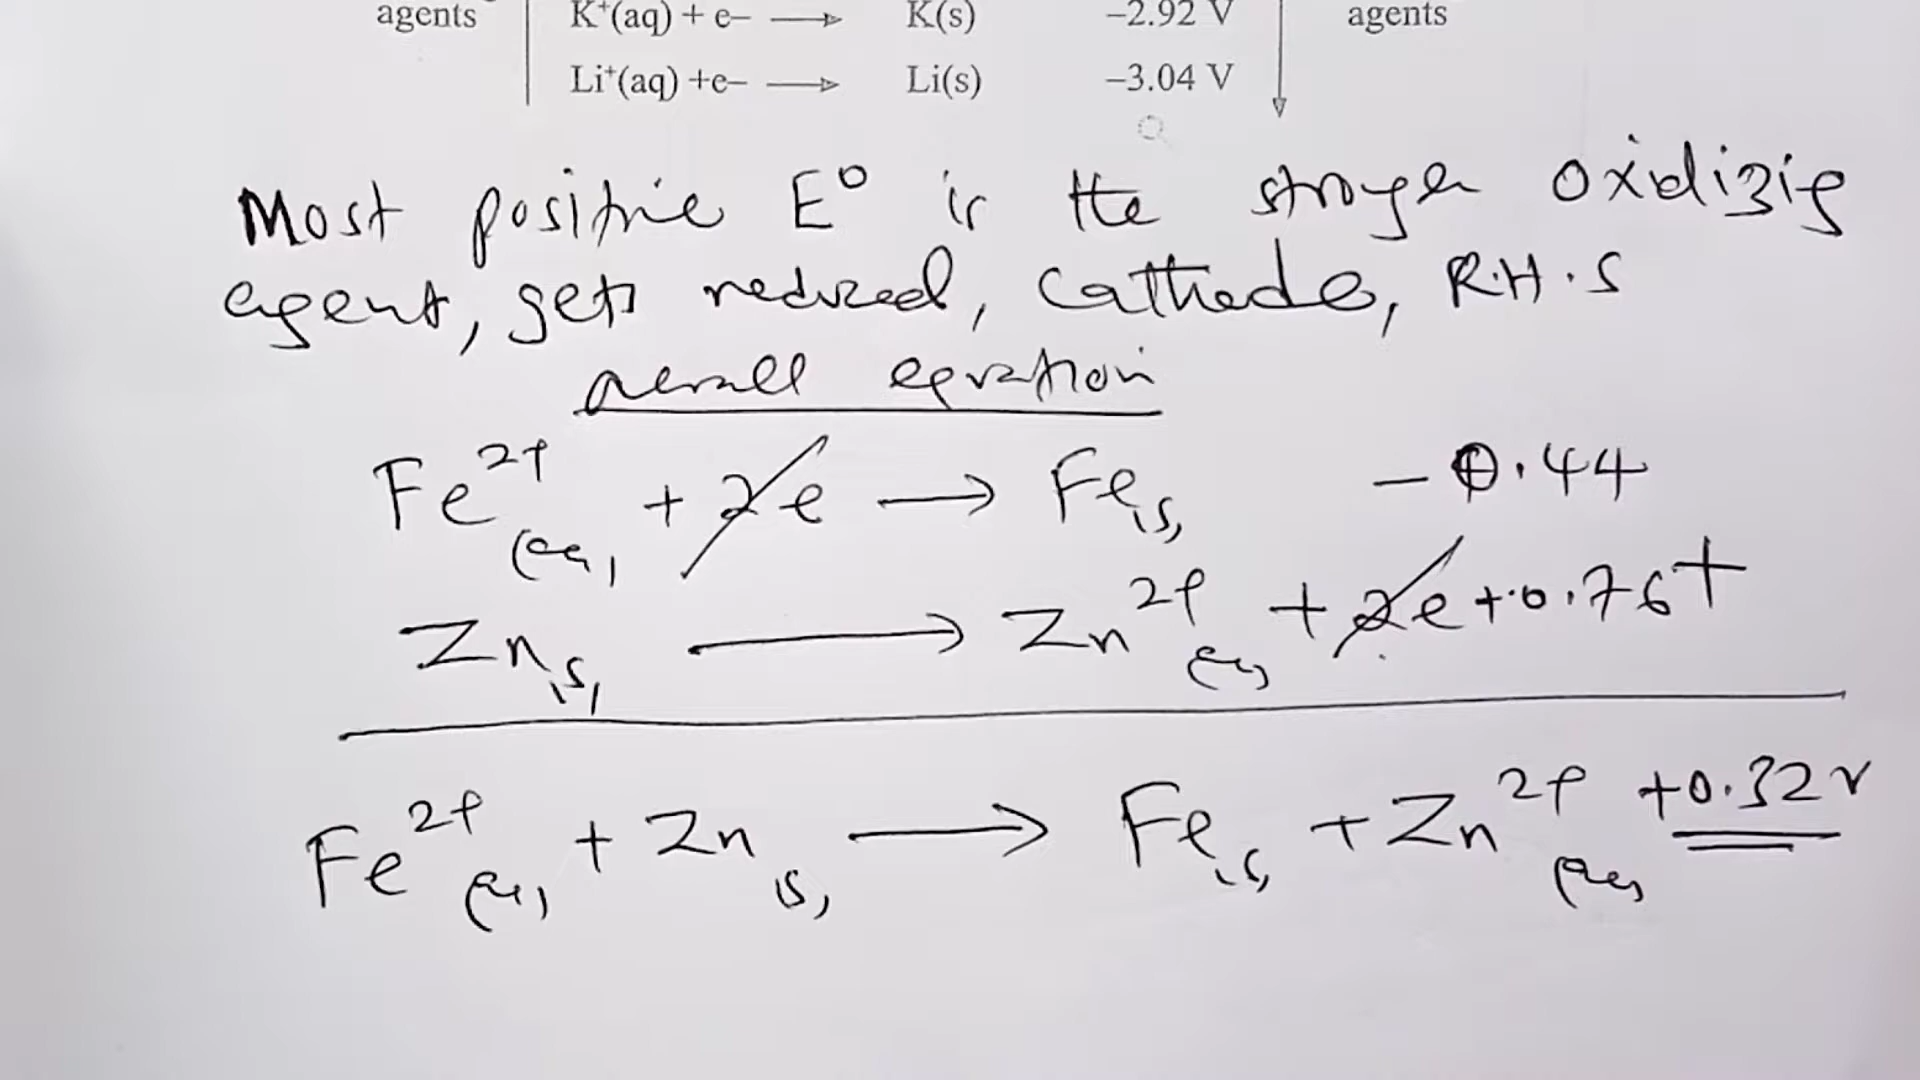 agents K⁺(aq) + e– → K(s) –2.92 V agents
Li⁺(aq) +e– → Li(s) –3.04 V
Most positive E⁰ is the stronger oxidizing
agent, gets reduced, Cathode, R.H.S
overall equation
Fe²⁺(aq) + 2e → Fe(s) – 0.44
Zn(s) → Zn²⁺(aq) + 2e +0.76 +
Fe²⁺(aq) + Zn(s) → Fe(s) + Zn²⁺(aq) +0.32v